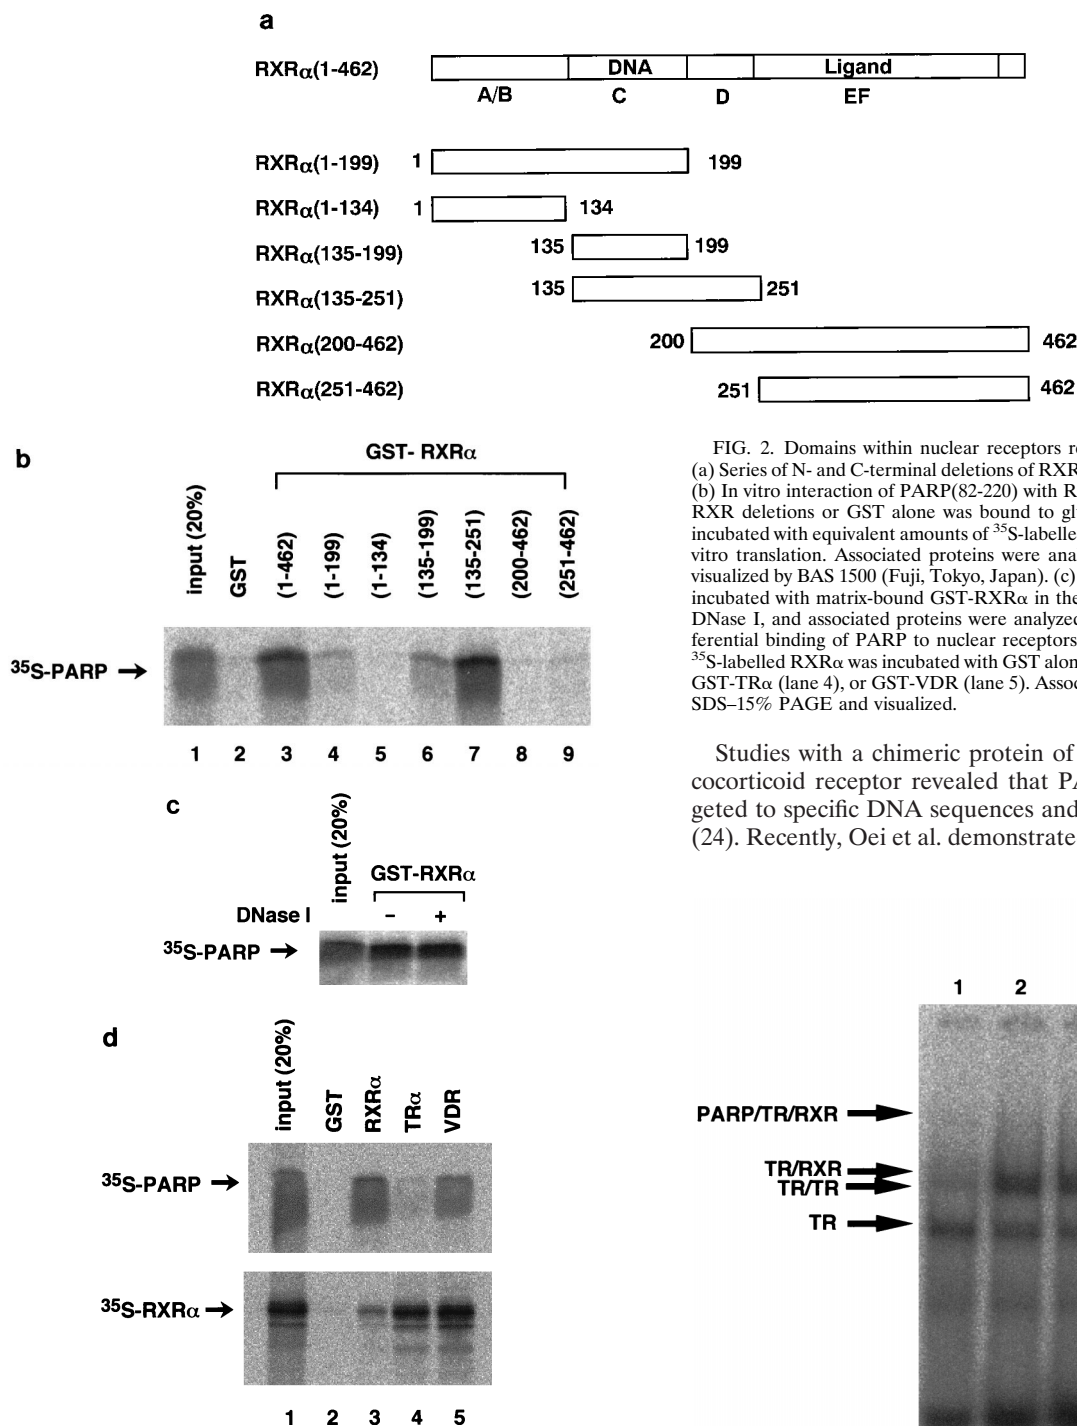 a
RXRα(1-462)
DNA
Ligand
A/B
C
D
EF
RXRα(1-199) 1 199
RXRα(1-134) 1 134
RXRα(135-199) 135 199
RXRα(135-251) 135 251
RXRα(200-462) 200 462
RXRα(251-462) 251 462
b
GST- RXRα
input (20%)
GST
(1-462)
(1-199)
(1-134)
(135-199)
(135-251)
(200-462)
(251-462)
35S-PARP
1 2 3 4 5 6 7 8 9
c
input (20%)
GST-RXRα
DNase I - +
35S-PARP
d
input (20%)
GST
RXRα
TRα
VDR
35S-PARP
35S-RXRα
1 2 3 4 5
FIG. 2. Domains within nuclear receptors
(a) Series of N- and C-terminal deletions of RXR
(b) In vitro interaction of PARP(82-220) with
RXR deletions or GST alone was bound to
incubated with equivalent amounts of 35S-labelle
vitro translation. Associated proteins were ana
visualized by BAS 1500 (Fuji, Tokyo, Japan). (c)
incubated with matrix-bound GST-RXRα in the
DNase I, and associated proteins were analyzed
ferential binding of PARP to nuclear receptors
35S-labelled RXRα was incubated with GST alon
GST-TRα (lane 4), or GST-VDR (lane 5). Assoc
SDS–15% PAGE and visualized.
Studies with a chimeric protein of
cocorticoid receptor revealed that PA
geted to specific DNA sequences and
(24). Recently, Oei et al. demonstrate
1 2
PARP/TR/RXR
TR/RXR
TR/TR
TR